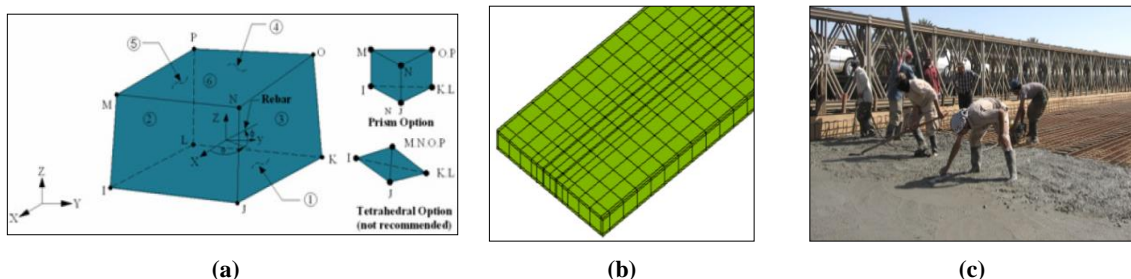 P
④
⑤
O
⑥
M
N
Rebar
②
Z
③
Y
L
X
K
I
①
J
Z
Y
X
M
O.P
N
I
K.L
N J
Prism Option
M.N.O.P
I
K.L
J
Tetrahedral Option
(not recommended)
(a)
(b)
(c)